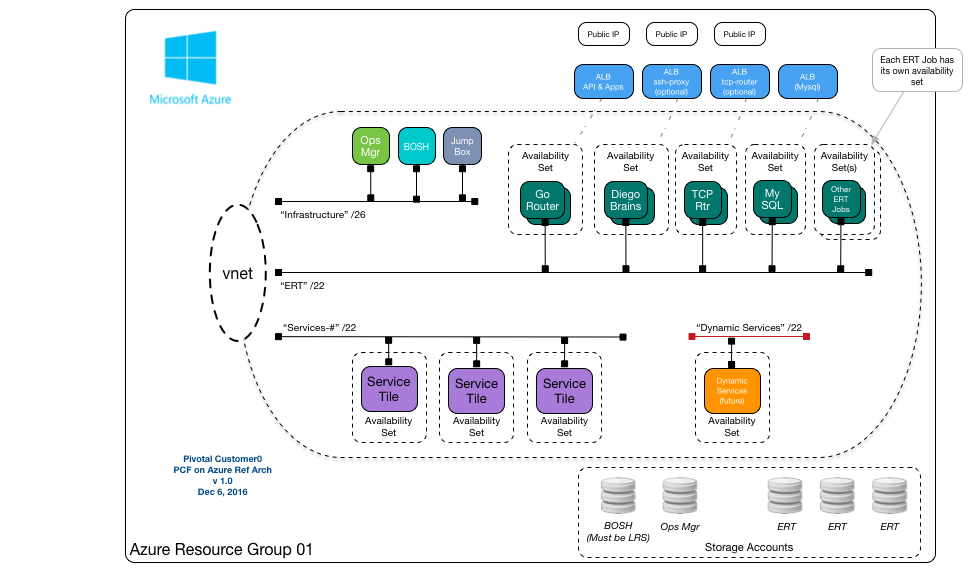 Public IP
Public IP
Public IP
Microsoft Azure
ALB
API & Apps
ALB
ssh-proxy
(optional)
ALB
tcp-router
(optional)
ALB
(Mysql)
Each ERT Job has
its own availability
set
Ops
Mgr
BOSH
Jump
Box
Availability
Set
Go
Router
Availability
Set
Diego
Brains
Availability
Set
TCP
Rtr
Availability
Set
My
SQL
Availability
Set(s)
Other
ERT
Jobs
“Infrastructure” /26
vnet
“ERT” /22
“Services-#” /22
“Dynamic Services” /22
Service
Tile
Availability
Set
Service
Tile
Availability
Set
Service
Tile
Availability
Set
Dynamic
Services
(future)
Availability
Set
Pivotal Customer0
PCF on Azure Ref Arch
v 1.0
Dec 6, 2016
BOSH
(Must be LRS)
Ops Mgr
ERT
ERT
ERT
Storage Accounts
Azure Resource Group 01